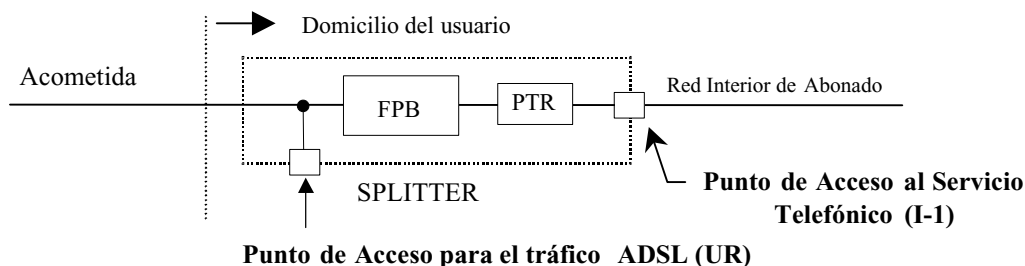 Domicilio del usuario
Acometida
FPB
PTR
Red Interior de Abonado
SPLITTER
Punto de Acceso al Servicio
Telefónico (I-1)
Punto de Acceso para el tráfico ADSL (UR)